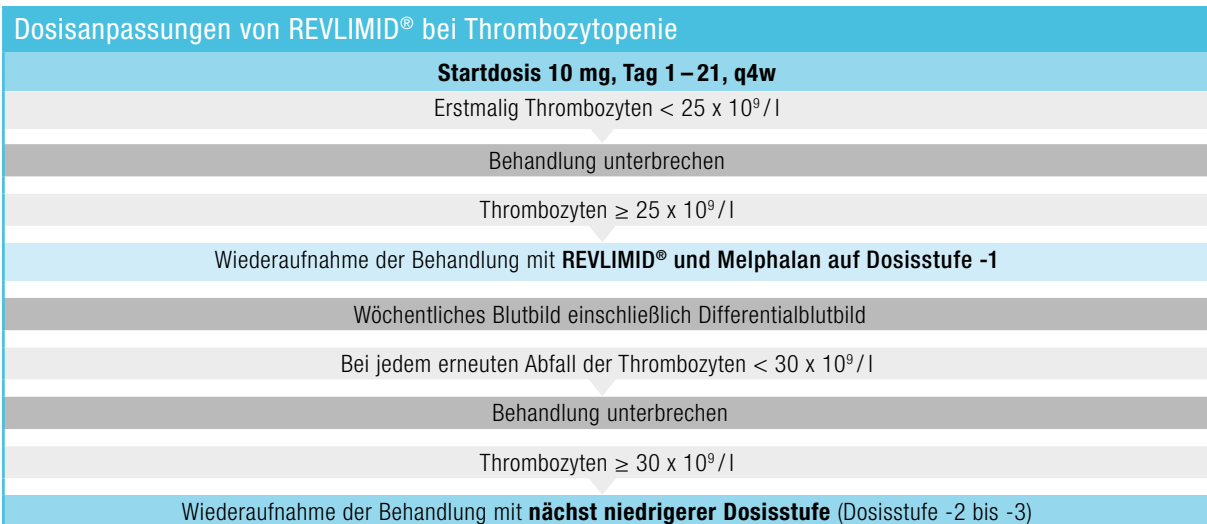 Dosisanpassungen von REVLIMID® bei Thrombozytopenie
Startdosis 10 mg, Tag 1 – 21, q4w
Erstmalig Thrombozyten < 25 x 10⁹ / l
Behandlung unterbrechen
Thrombozyten ≥ 25 x 10⁹ / l
Wiederaufnahme der Behandlung mit REVLIMID® und Melphalan auf Dosisstufe -1
Wöchentliches Blutbild einschließlich Differentialblutbild
Bei jedem erneuten Abfall der Thrombozyten < 30 x 10⁹ / l
Behandlung unterbrechen
Thrombozyten ≥ 30 x 10⁹ / l
Wiederaufnahme der Behandlung mit nächst niedrigerer Dosisstufe (Dosisstufe -2 bis -3)